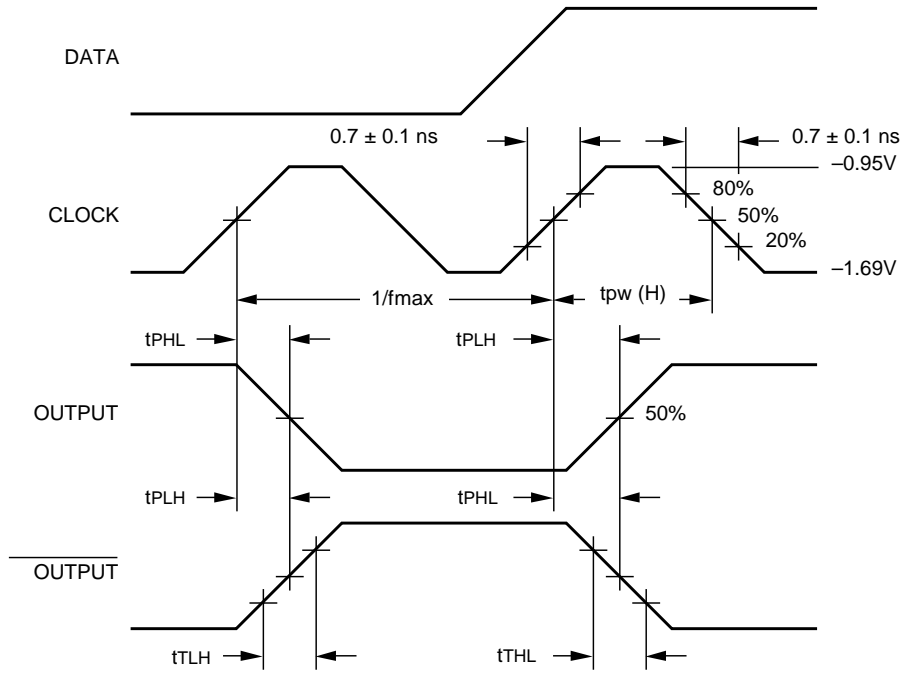 DATA
0.7 ± 0.1 ns
0.7 ± 0.1 ns
–0.95V
80%
CLOCK
50%
20%
–1.69V
1/fmax
tpw (H)
tPHL
tPLH
OUTPUT
50%
tPLH
tPHL
OUTPUT
tTLH
tTHL